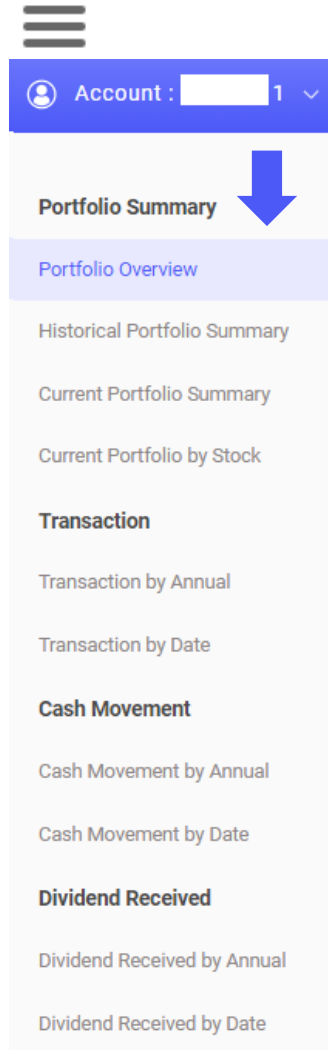 Account : 1
Portfolio Summary
Portfolio Overview
Historical Portfolio Summary
Current Portfolio Summary
Current Portfolio by Stock
Transaction
Transaction by Annual
Transaction by Date
Cash Movement
Cash Movement by Annual
Cash Movement by Date
Dividend Received
Dividend Received by Annual
Dividend Received by Date